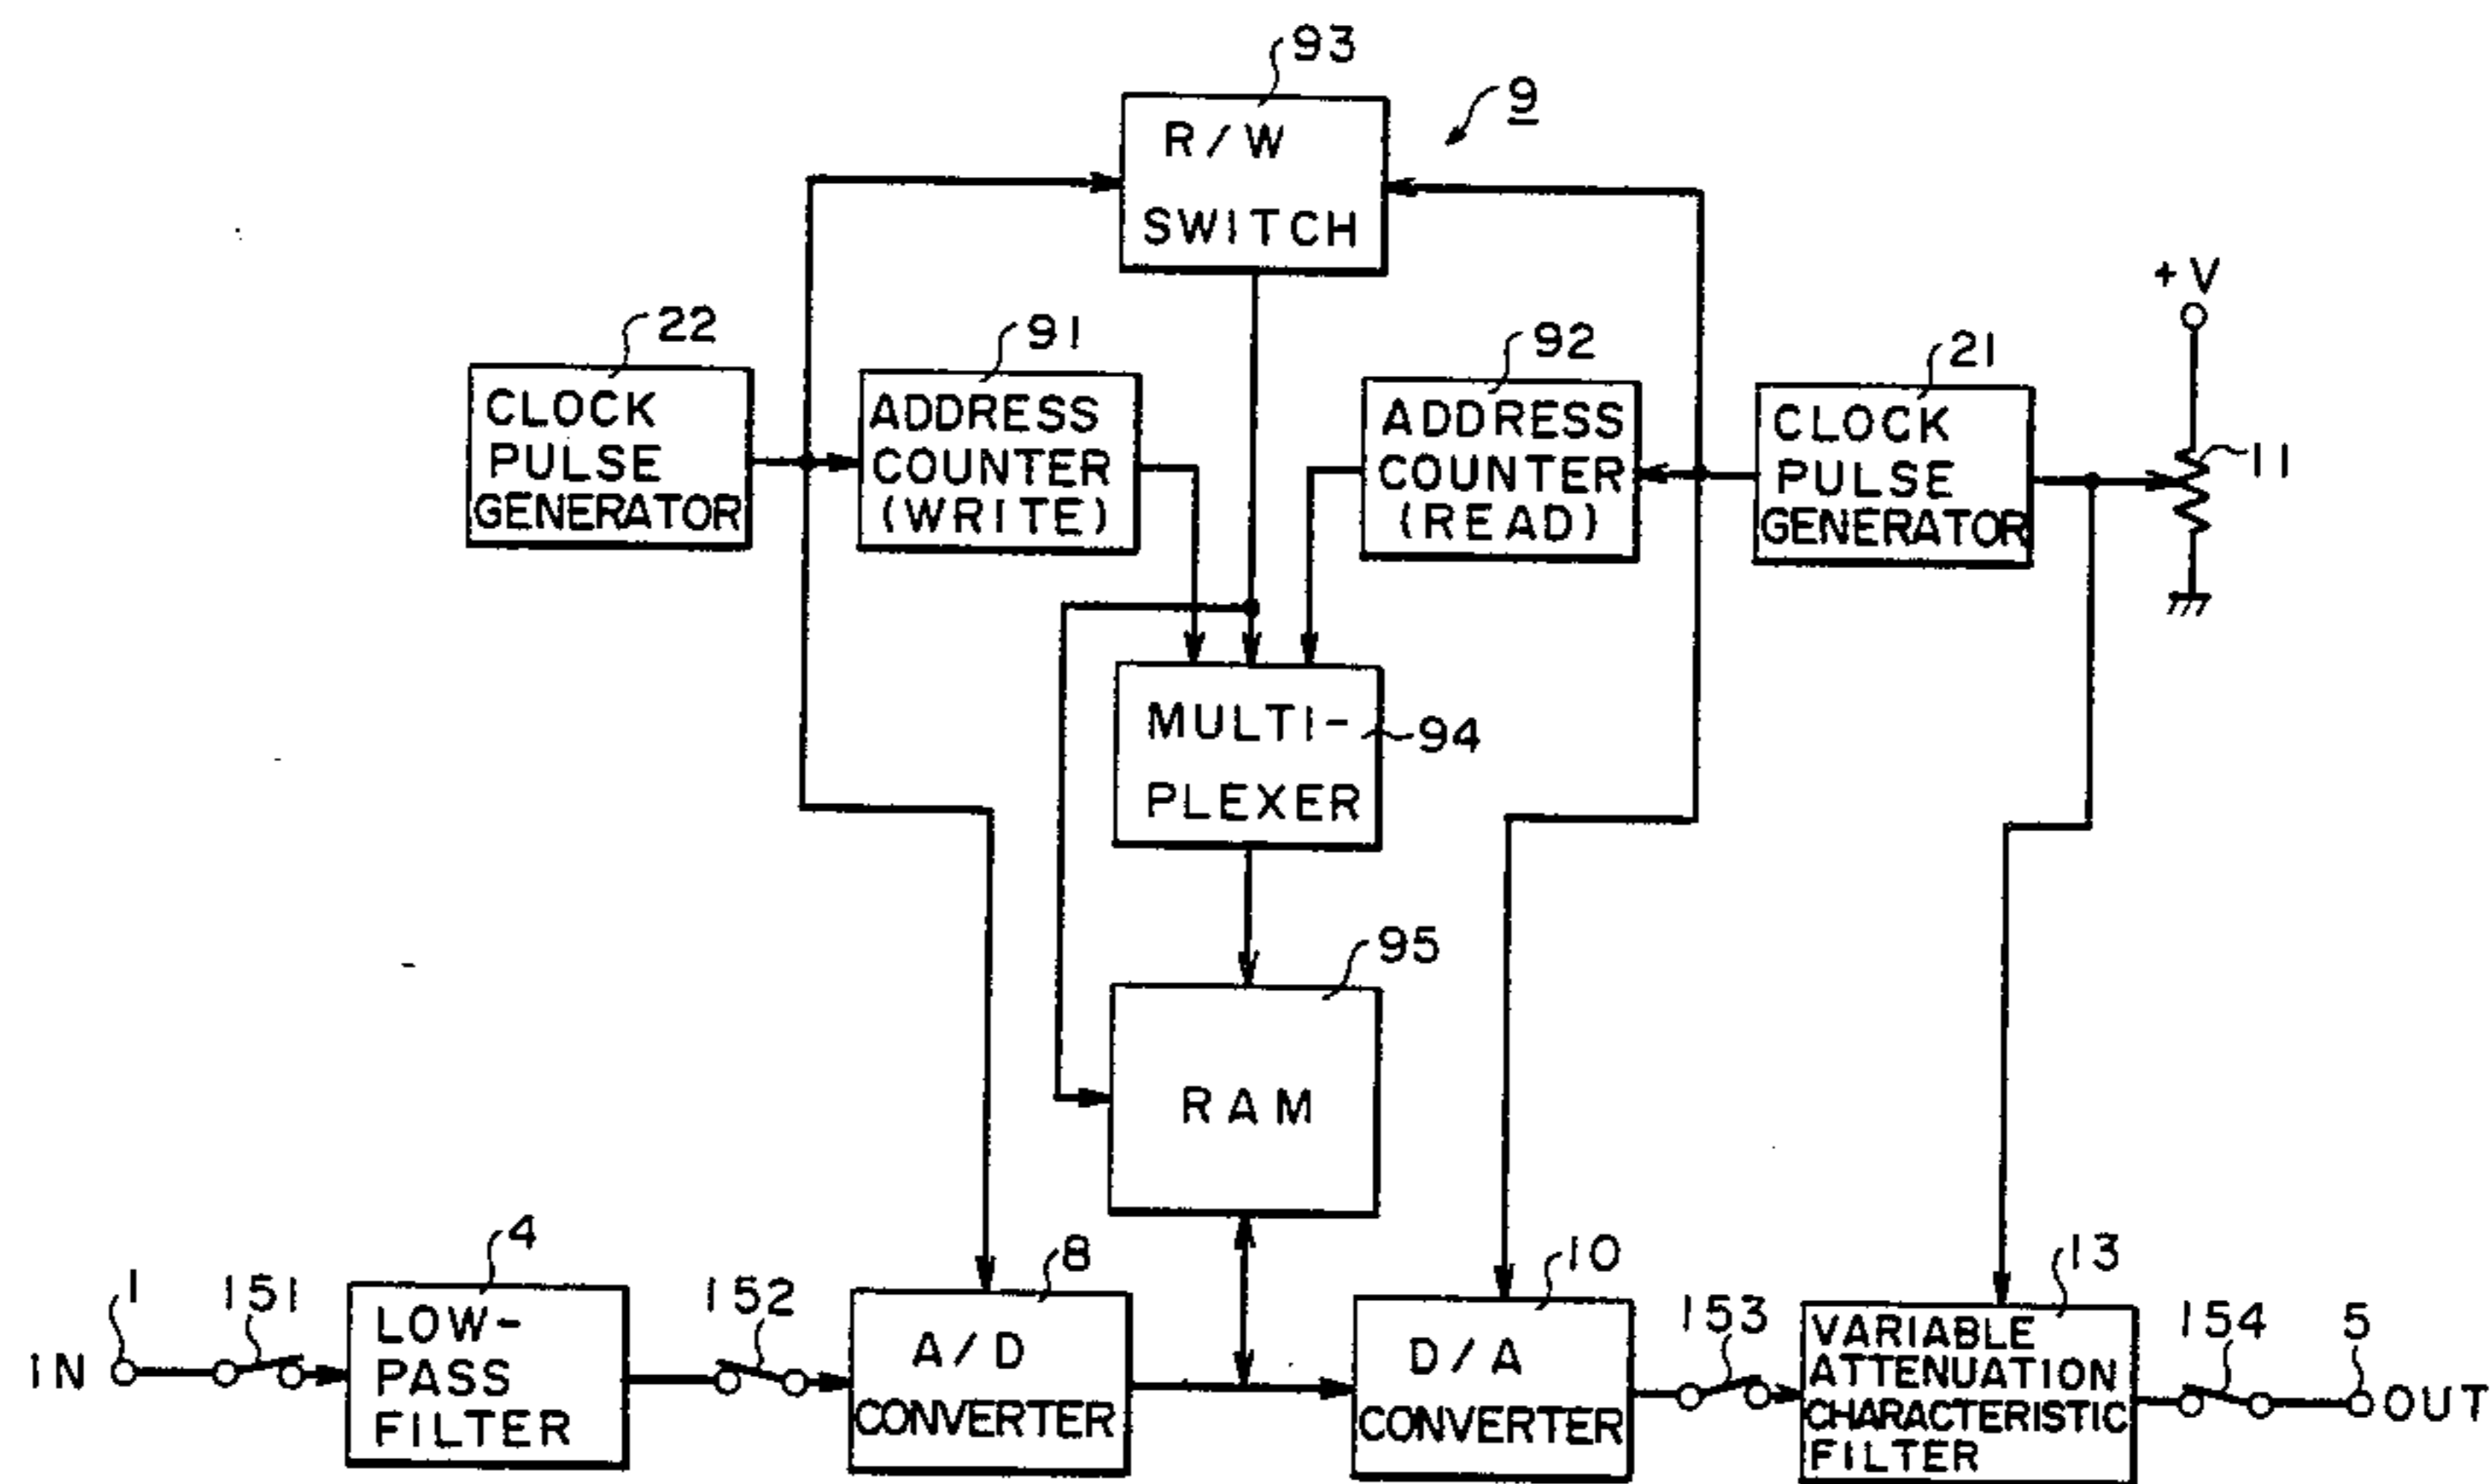 93
9
R/W
SWITCH
+V
22
91
92
21
CLOCK
PULSE
GENERATOR
ADDRESS
COUNTER
(WRITE)
ADDRESS
COUNTER
(READ)
CLOCK
PULSE
GENERATOR
11
MULTI-
PLEXER
94
95
RAM
4
8
10
13
1
151
152
153
154
5
IN
LOW-
PASS
FILTER
A/D
CONVERTER
D/A
CONVERTER
VARIABLE
ATTENUATION
CHARACTERISTIC
FILTER
OUT